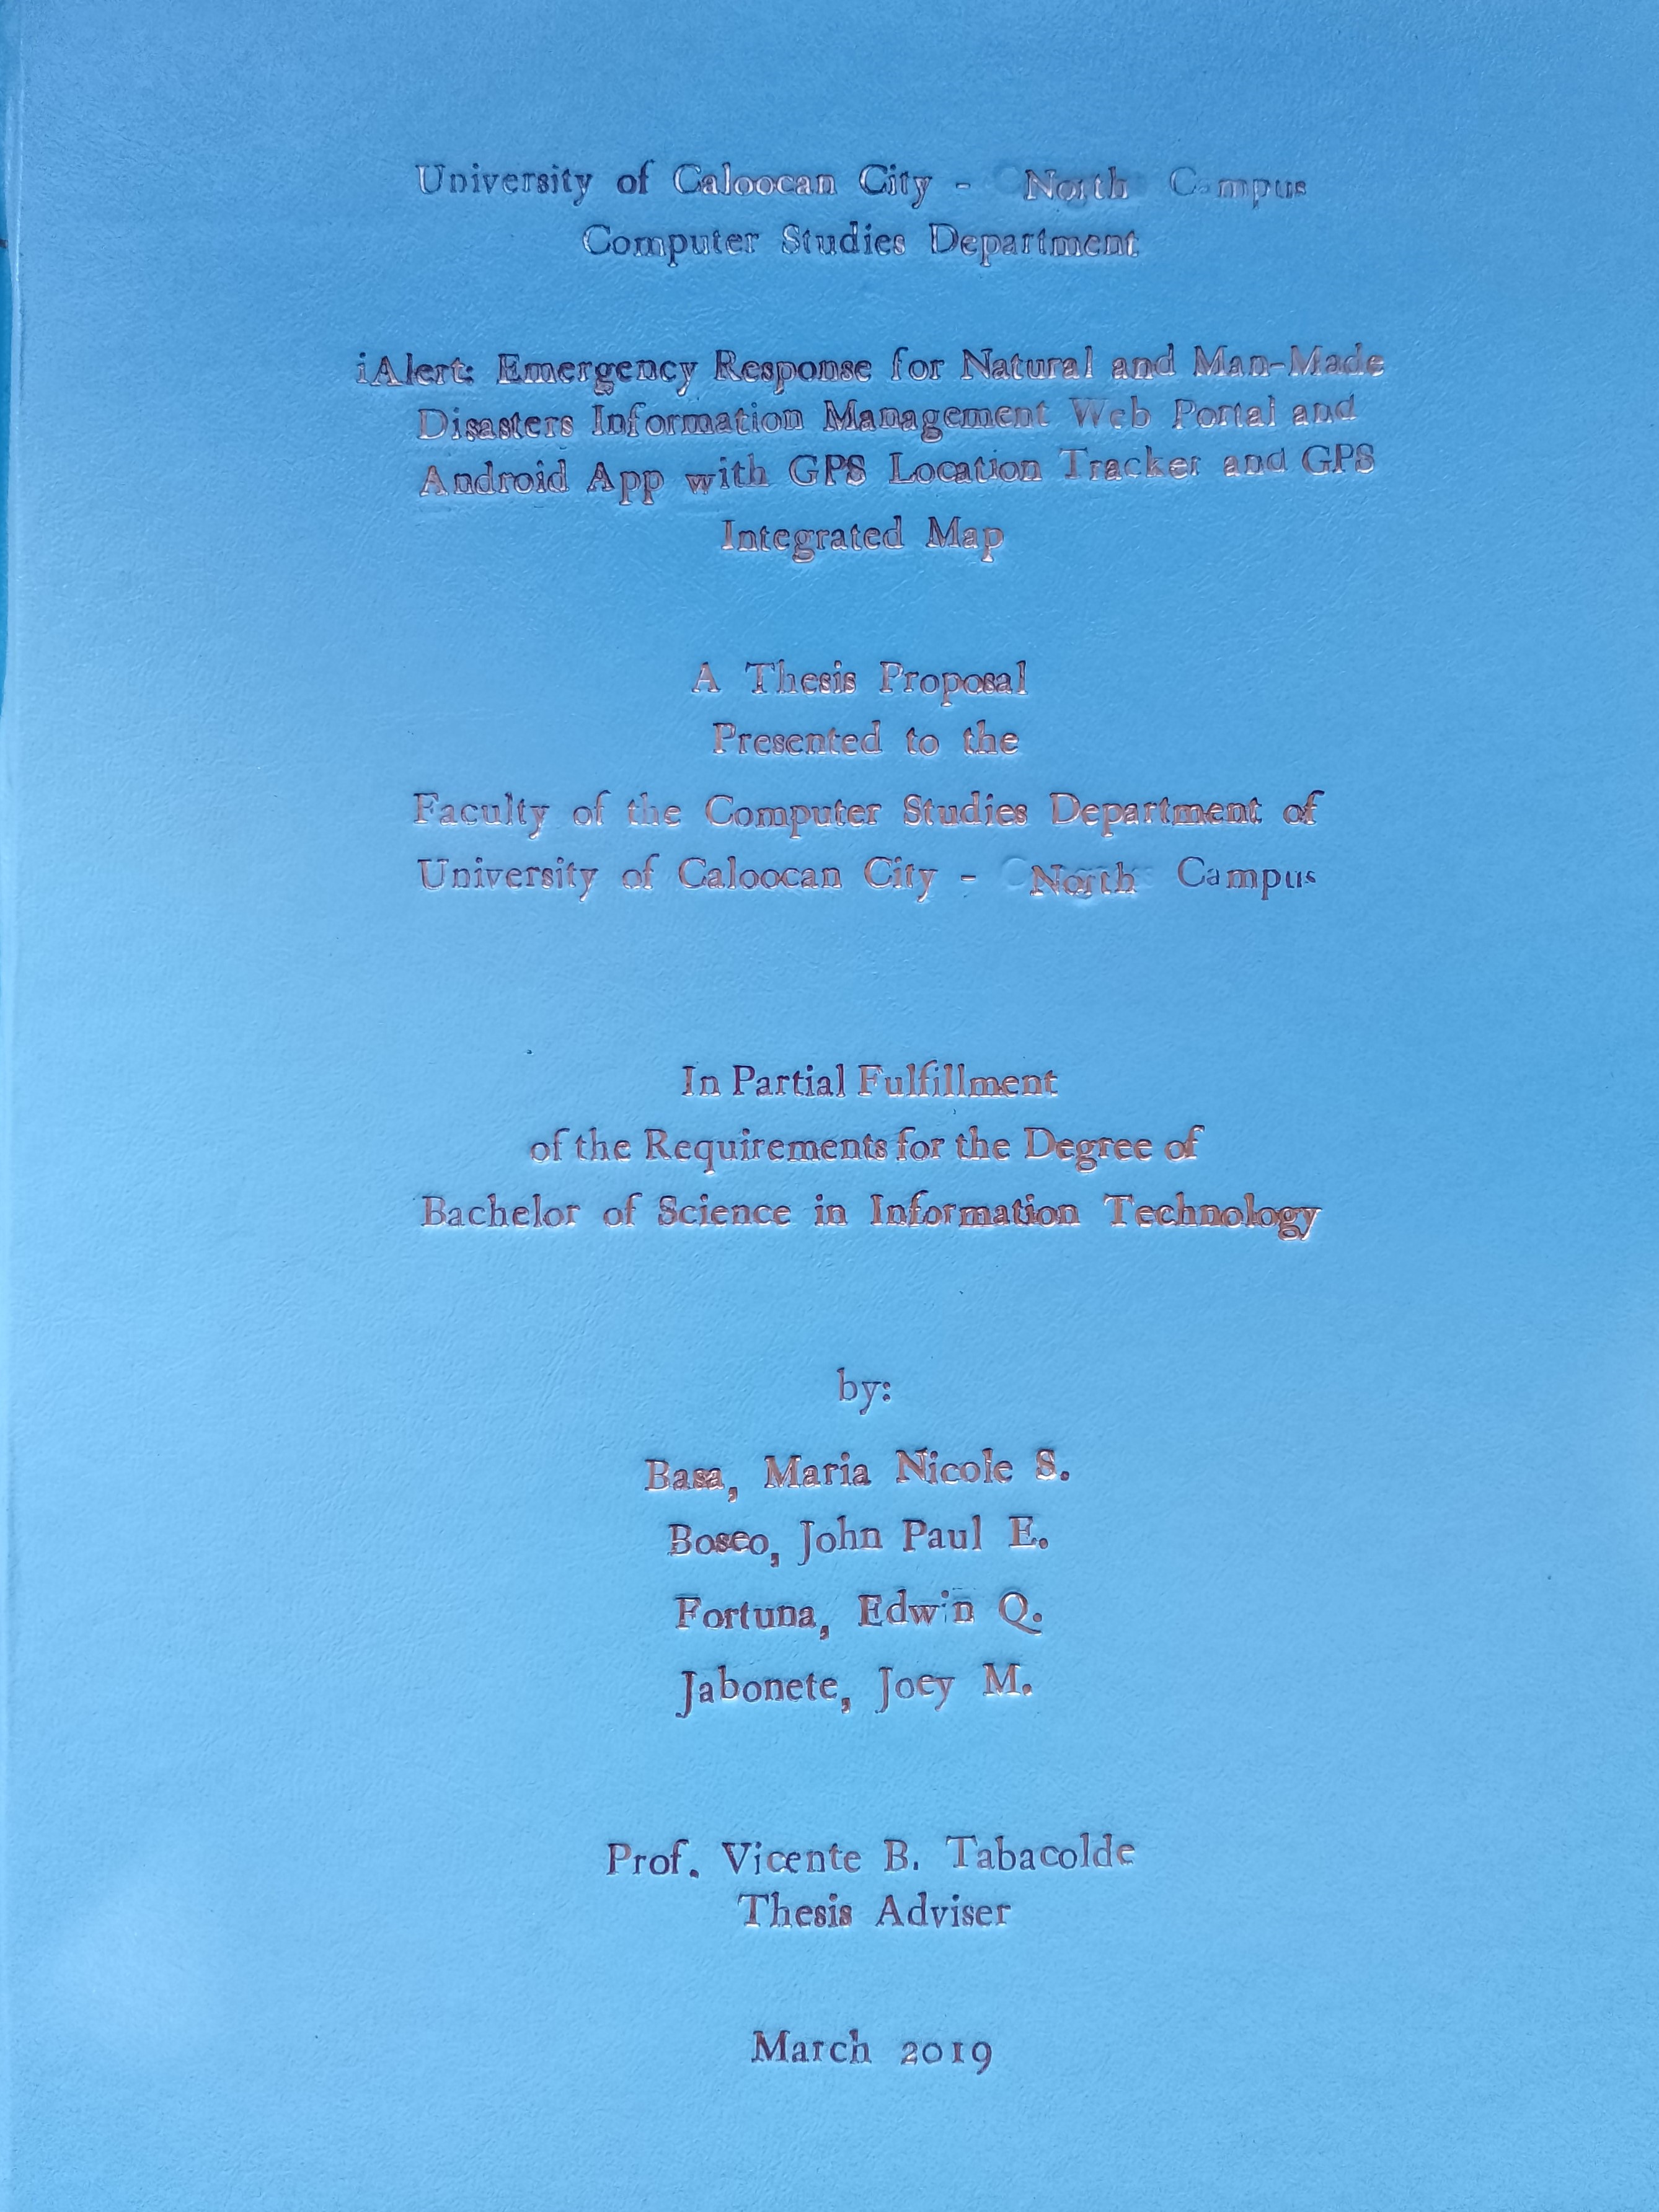 University of Caloocan City - North Campus
Computer Studies Department
iAlert: Emergency Response for Natural and Man-Made
Disasters Information Management Web Portal and
Android App with GPS Location Tracker and GPS
Integrated Map
A Thesis Proposal
Presented to the
Faculty of the Computer Studies Department of
University of Caloocan City - North Campus
In Partial Fulfillment
of the Requirements for the Degree of
Bachelor of Science in Information Technology
by:
Basa, Maria Nicole S.
Boseo, John Paul E.
Fortuna, Edwin Q.
Jabonete, Joey M.
Prof. Vicente B. Tabacolde
Thesis Adviser
March 2019